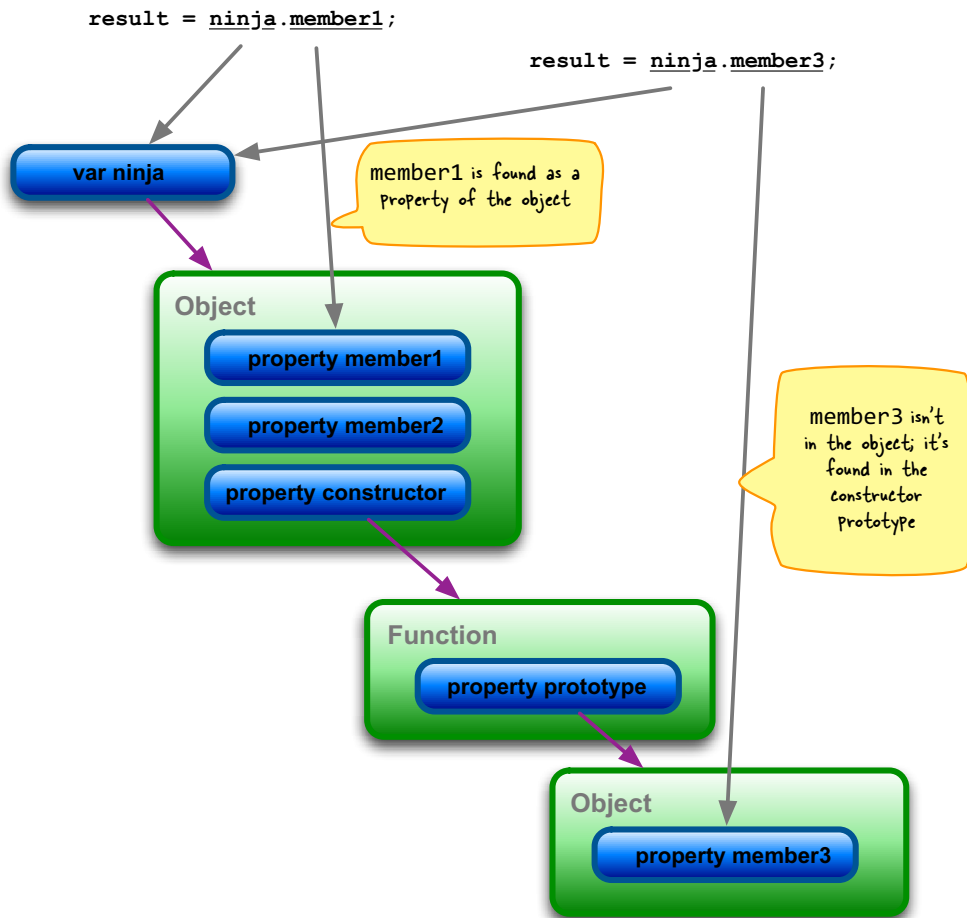 result = ninja.member1;
result = ninja.member3;
var ninja
member1 is found as a
property of the object
Object
property member1
property member2
property constructor
member3 isn't
in the object; it's
found in the
constructor
prototype
Function
property prototype
Object
property member3